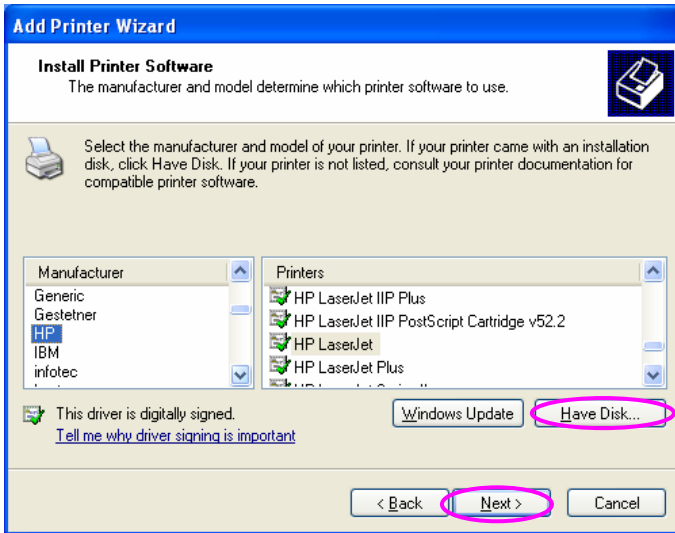 Add Printer Wizard
Install Printer Software
The manufacturer and model determine which printer software to use.
Select the manufacturer and model of your printer. If your printer came with an installation
disk, click Have Disk. If your printer is not listed, consult your printer documentation for
compatible printer software.
Manufacturer
Generic
Gestetner
HP
IBM
infotec
Printers
HP LaserJet IIP Plus
HP LaserJet IIP PostScript Cartridge v52.2
HP LaserJet
HP LaserJet Plus
This driver is digitally signed.
Tell me why driver signing is important
Windows Update
Have Disk...
< Back
Next >
Cancel